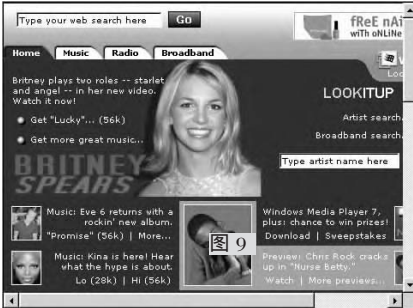 Type your web search here
Go
fReE nAi
wiTh oNLiNe
Home
Music
Radio
Broadband
Britney plays two roles -- starlet
and angel -- in her new video.
Watch it now!
Get "Lucky"... (56k)
Get more great music...
BRITNEY
SPEARS
Loo
LOOKITUP
Artist search
Broadband search
Type artist name here
Music: Eve 6 returns with a
rockin' new album.
"Promise" (56k) | More...
Music: Kina is here! Hear
what the hype is about.
Lo (28k) | Hi (56k)
图 9
Windows Media Player 7,
plus: chance to win prizes!
Download | Sweepstakes
Preview: Chris Rock cracks
up in "Nurse Betty."
Watch | More previews...